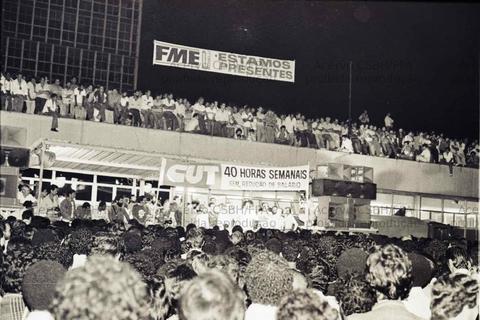 FME ESTAMOS
PRESENTES
CUT 40 HORAS SEMANAIS
SEM REDUÇÃO DE SALÁRIO